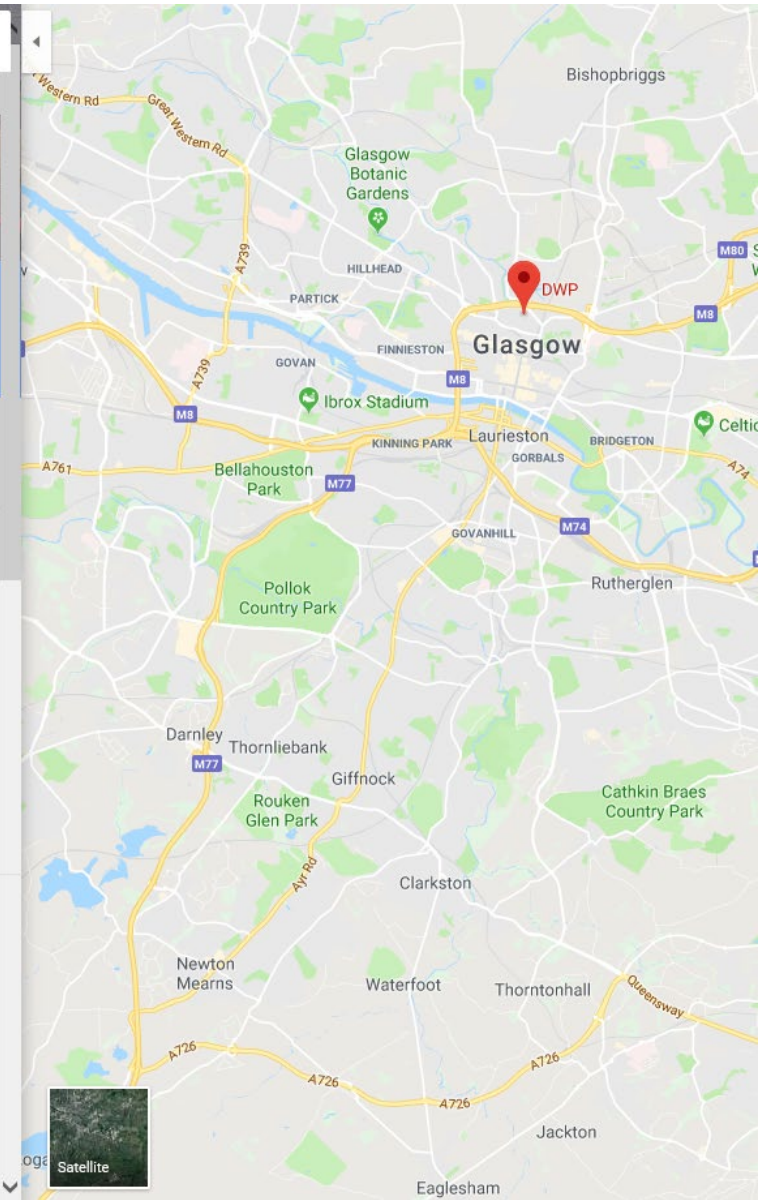 Bishopbriggs
Western Rd
Great Western Rd
Glasgow
Botanic
Gardens
A739
M80
HILLHEAD
DWP
PARTICK
M8
Glasgow
FINNIESTON
GOVAN
A739
M8
Ibrox Stadium
M8
Celtic
Laurieston
KINNING PARK
BRIDGETON
GORBALS
A761
Bellahouston
Park
A74
M77
M74
GOVANHILL
Rutherglen
Pollok
Country Park
Darnley
Thornliebank
M77
Giffnock
Cathkin Braes
Country Park
Rouken
Glen Park
Ayr Rd
Clarkston
Newton
Mearns
Waterfoot
Thorntonhall
Queensway
A726
A726
A726
A726
Jackton
Satellite
Eaglesham